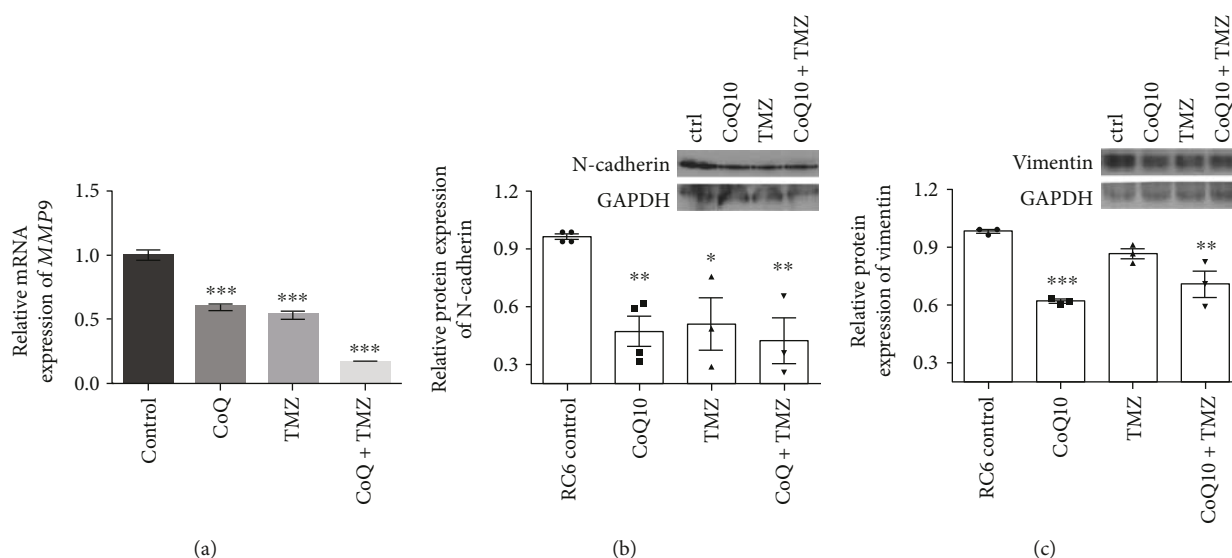 Relative mRNA
expression of MMP9
1.5
1.0
0.5
0.0
***
***
***
Control
CoQ
TMZ
CoQ + TMZ
(a)
ctrl
CoQ10
TMZ
CoQ10 + TMZ
N-cadherin
GAPDH
Relative protein expression
of N-cadherin
1.2
0.9
0.6
0.3
**
*
**
RC6 control
CoQ10
TMZ
CoQ + TMZ
(b)
ctrl
CoQ10
TMZ
CoQ10 + TMZ
Vimentin
GAPDH
Relative protein
expression of vimentin
1.2
0.9
0.6
0.3
***
**
RC6 control
CoQ10
TMZ
CoQ10 + TMZ
(c)